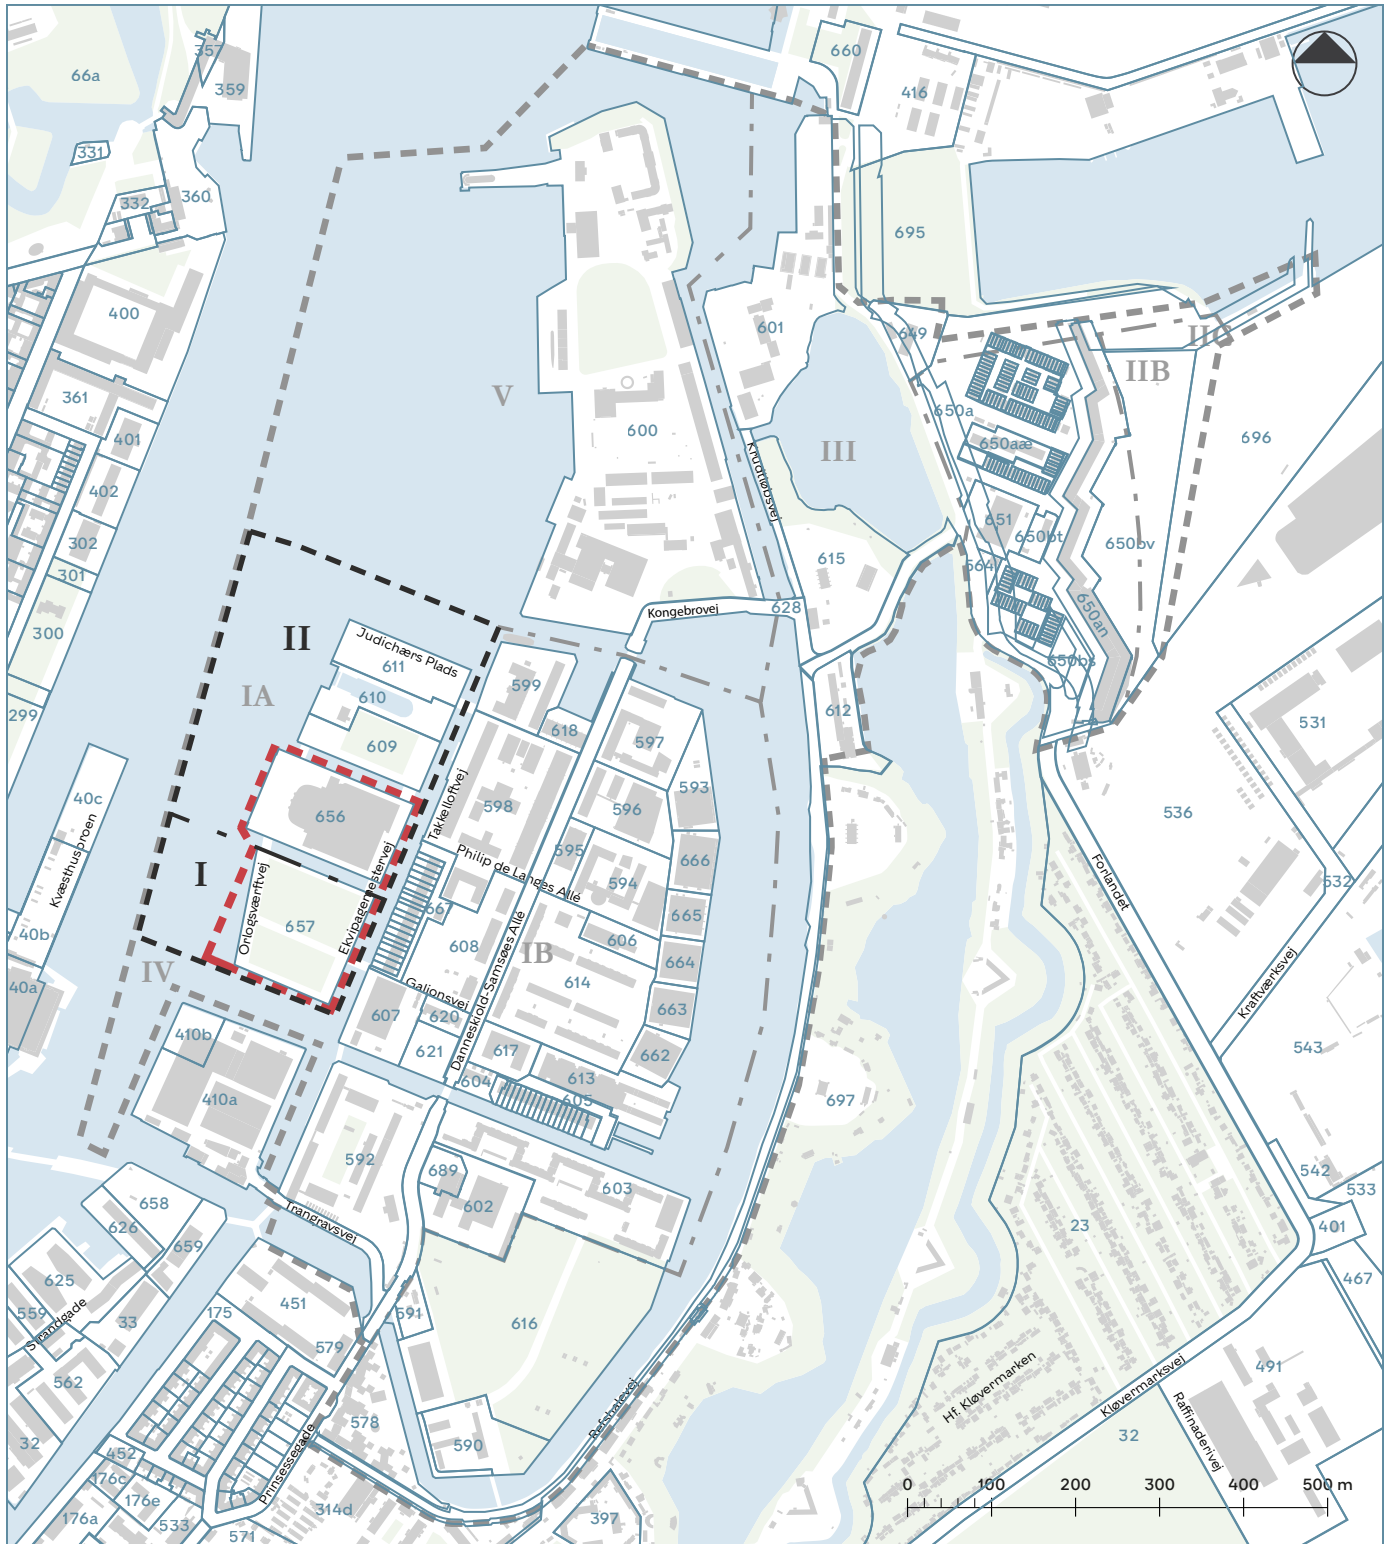 66a
357
359
660
416
331
332
360
695
400
601
649
IIC
IIB
361
V
650a
696
401
600
650aæ
III
402
Krudtløbsvej
302
651
650bt
650bv
301
615
564
300
628
Kongebrovej
650an
II
Judichærs Plads
611
650bs
299
IA
610
599
612
531
618
609
597
40c
656
Takkelloftvej
598
596
593
536
Kvæsthusbroen
595
Philip de Langes Allé
666
I
594
Forlandet
532
Orlogsværftvej
Ekvipagemestervej
667
665
40b
657
608
606
IV
IB
664
40a
614
Galionsvej
663
Kraftværksvej
607
620
Danneskiold-Samsøes Allé
410b
621
617
662
543
604
613
410a
605
697
592
689
603
542
658
602
533
626
Trangravsvej
23
401
659
625
467
451
559
175
591
616
Strandgade
33
579
562
491
Hf. Kløvermarken
Kløvermarksvej
578
Refshalevej
Raffinaderivej
32
590
32
452
Prinsessegade
176c
0 100 200 300 400 500 m
176e
314d
176a
533
397
571